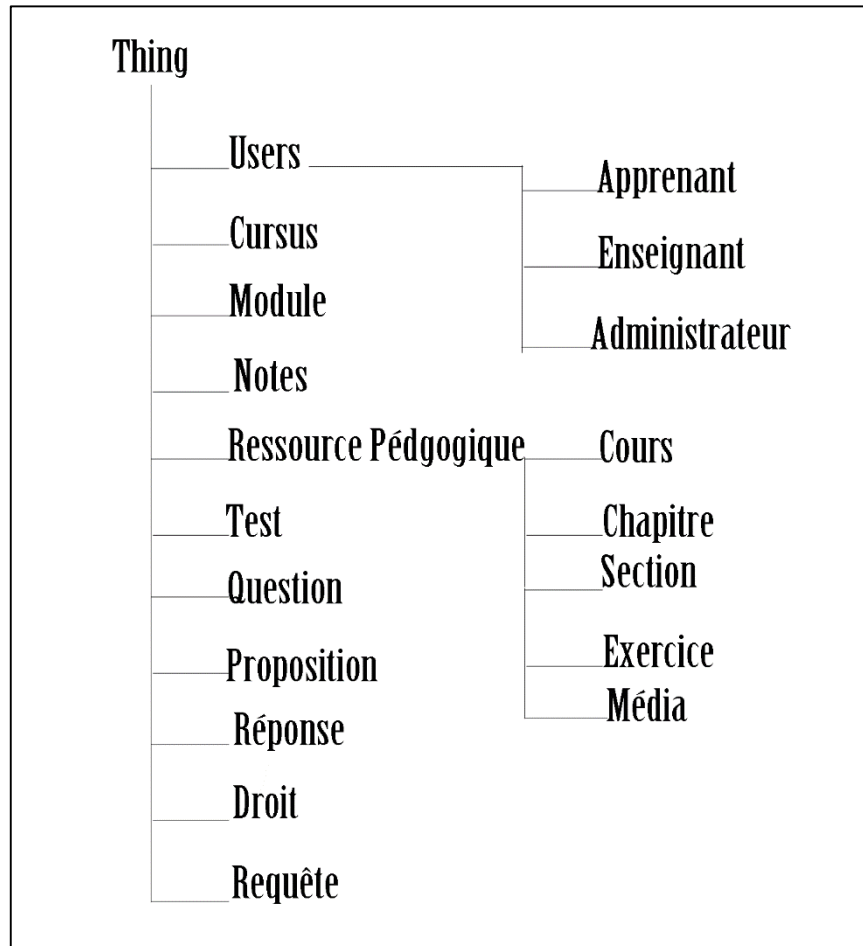 Thing
Users
Apprenant
Cursus
Enseignant
Module
Administrateur
Notes
Ressource Pédgogique
Cours
Test
Chapitre
Question
Section
Proposition
Exercice
Réponse
Média
Droit
Requête